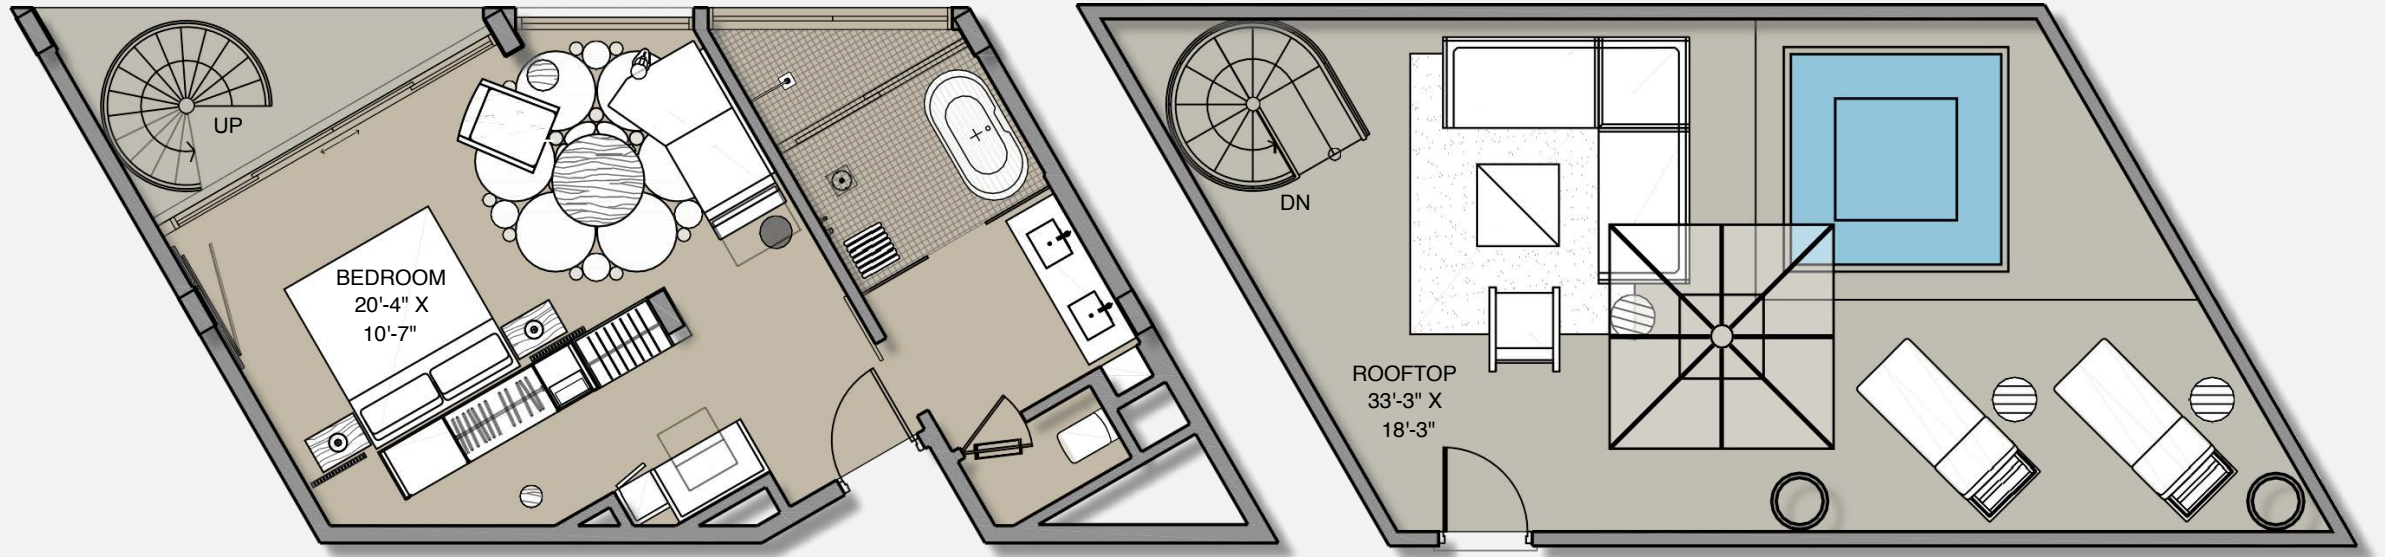 UP
BEDROOM
20'-4" X
10'-7"
DN
ROOFTOP
33'-3" X
18'-3"